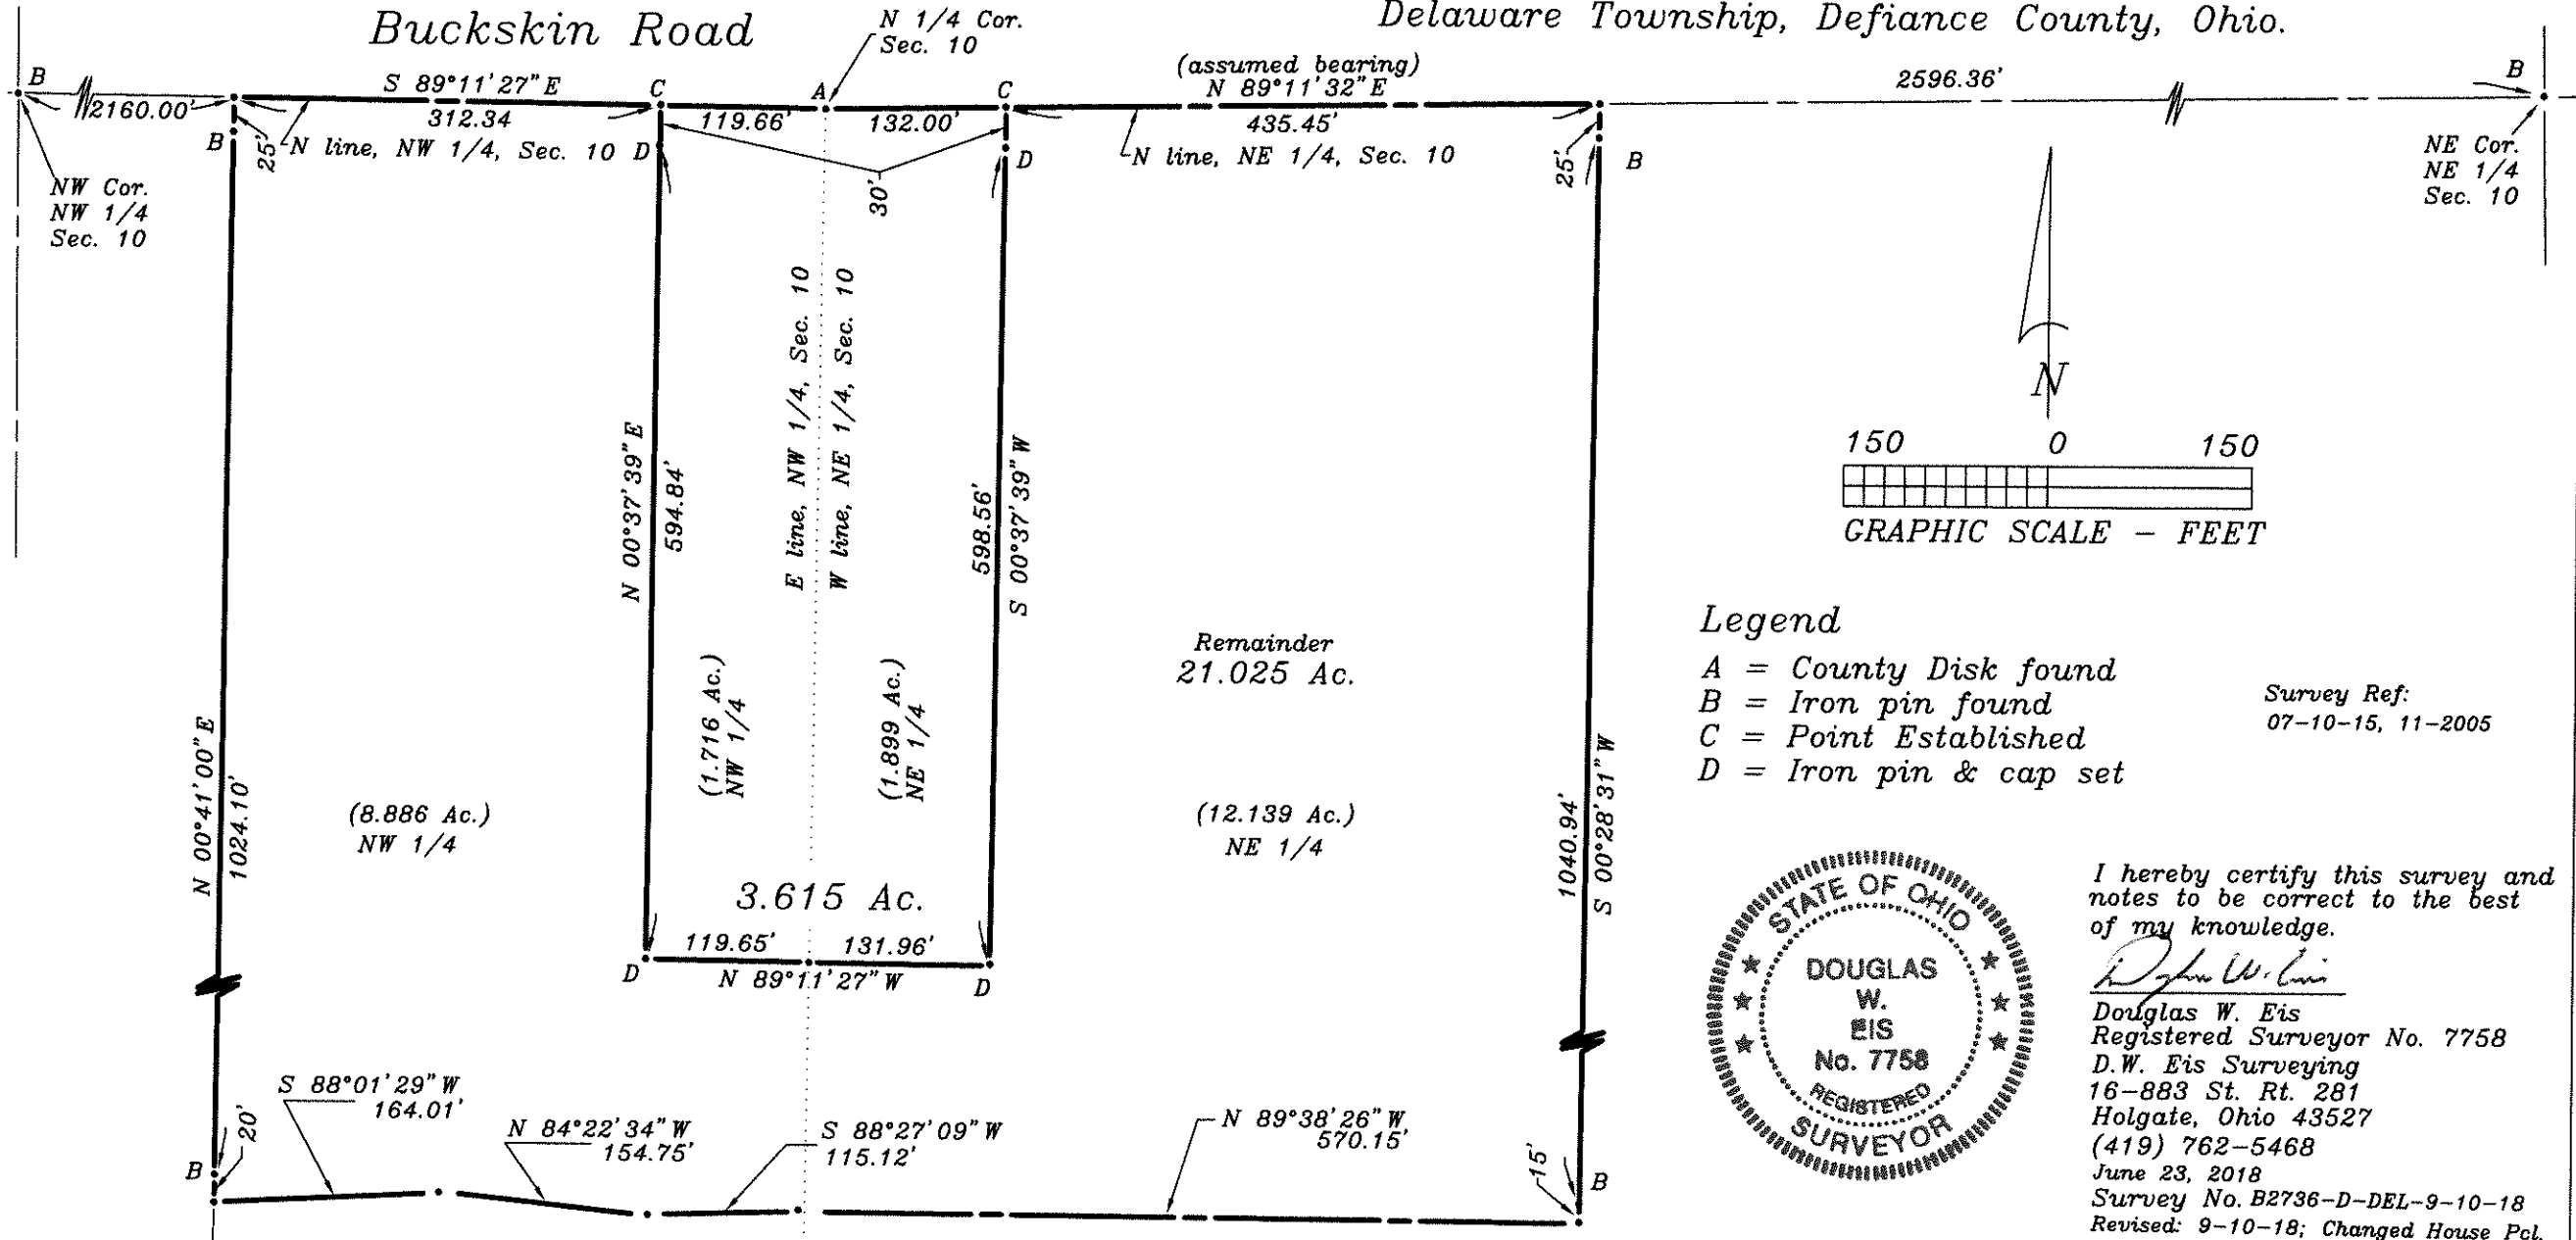 Buckskin Road
N 1/4 Cor.
Sec. 10
Delaware Township, Defiance County, Ohio.
B
2160.00'
S 89°11'27" E
312.34
C
A
119.66'
132.00'
C
(assumed bearing)
N 89°11'32" E
435.45'
2596.36'
B
B
25'
N line, NW 1/4, Sec. 10
D
30'
D
N line, NE 1/4, Sec. 10
25'
B
NW Cor.
NW 1/4
Sec. 10
NE Cor.
NE 1/4
Sec. 10
N
150 0 150
GRAPHIC SCALE - FEET
E line, NW 1/4, Sec. 10
W line, NE 1/4, Sec. 10
N 00°37'39" E
594.84'
598.56'
S 00°37'39" W
Remainder
21.025 Ac.
(1.716 Ac.)
NW 1/4
(1.899 Ac.)
NE 1/4
N 00°41'00" E
1024.10'
(8.886 Ac.)
NW 1/4
(12.139 Ac.)
NE 1/4
1040.94'
S 00°28'31" W
3.615 Ac.
119.65'
131.96'
D
N 89°11'27" W
D
S 88°01'29" W
164.01'
20'
B
N 84°22'34" W
154.75'
S 88°27'09" W
115.12'
N 89°38'26" W
570.15'
15'
B
Legend
A = County Disk found
B = Iron pin found
C = Point Established
D = Iron pin & cap set
Survey Ref:
07-10-15, 11-2005
STATE OF OHIO
DOUGLAS
W.
EIS
No. 7758
REGISTERED
SURVEYOR
I hereby certify this survey and
notes to be correct to the best
of my knowledge.
Douglas W. Eis
Douglas W. Eis
Registered Surveyor No. 7758
D.W. Eis Surveying
16-883 St. Rt. 281
Holgate, Ohio 43527
(419) 762-5468
June 23, 2018
Survey No. B2736-D-DEL-9-10-18
Revised: 9-10-18; Changed House Pcl.